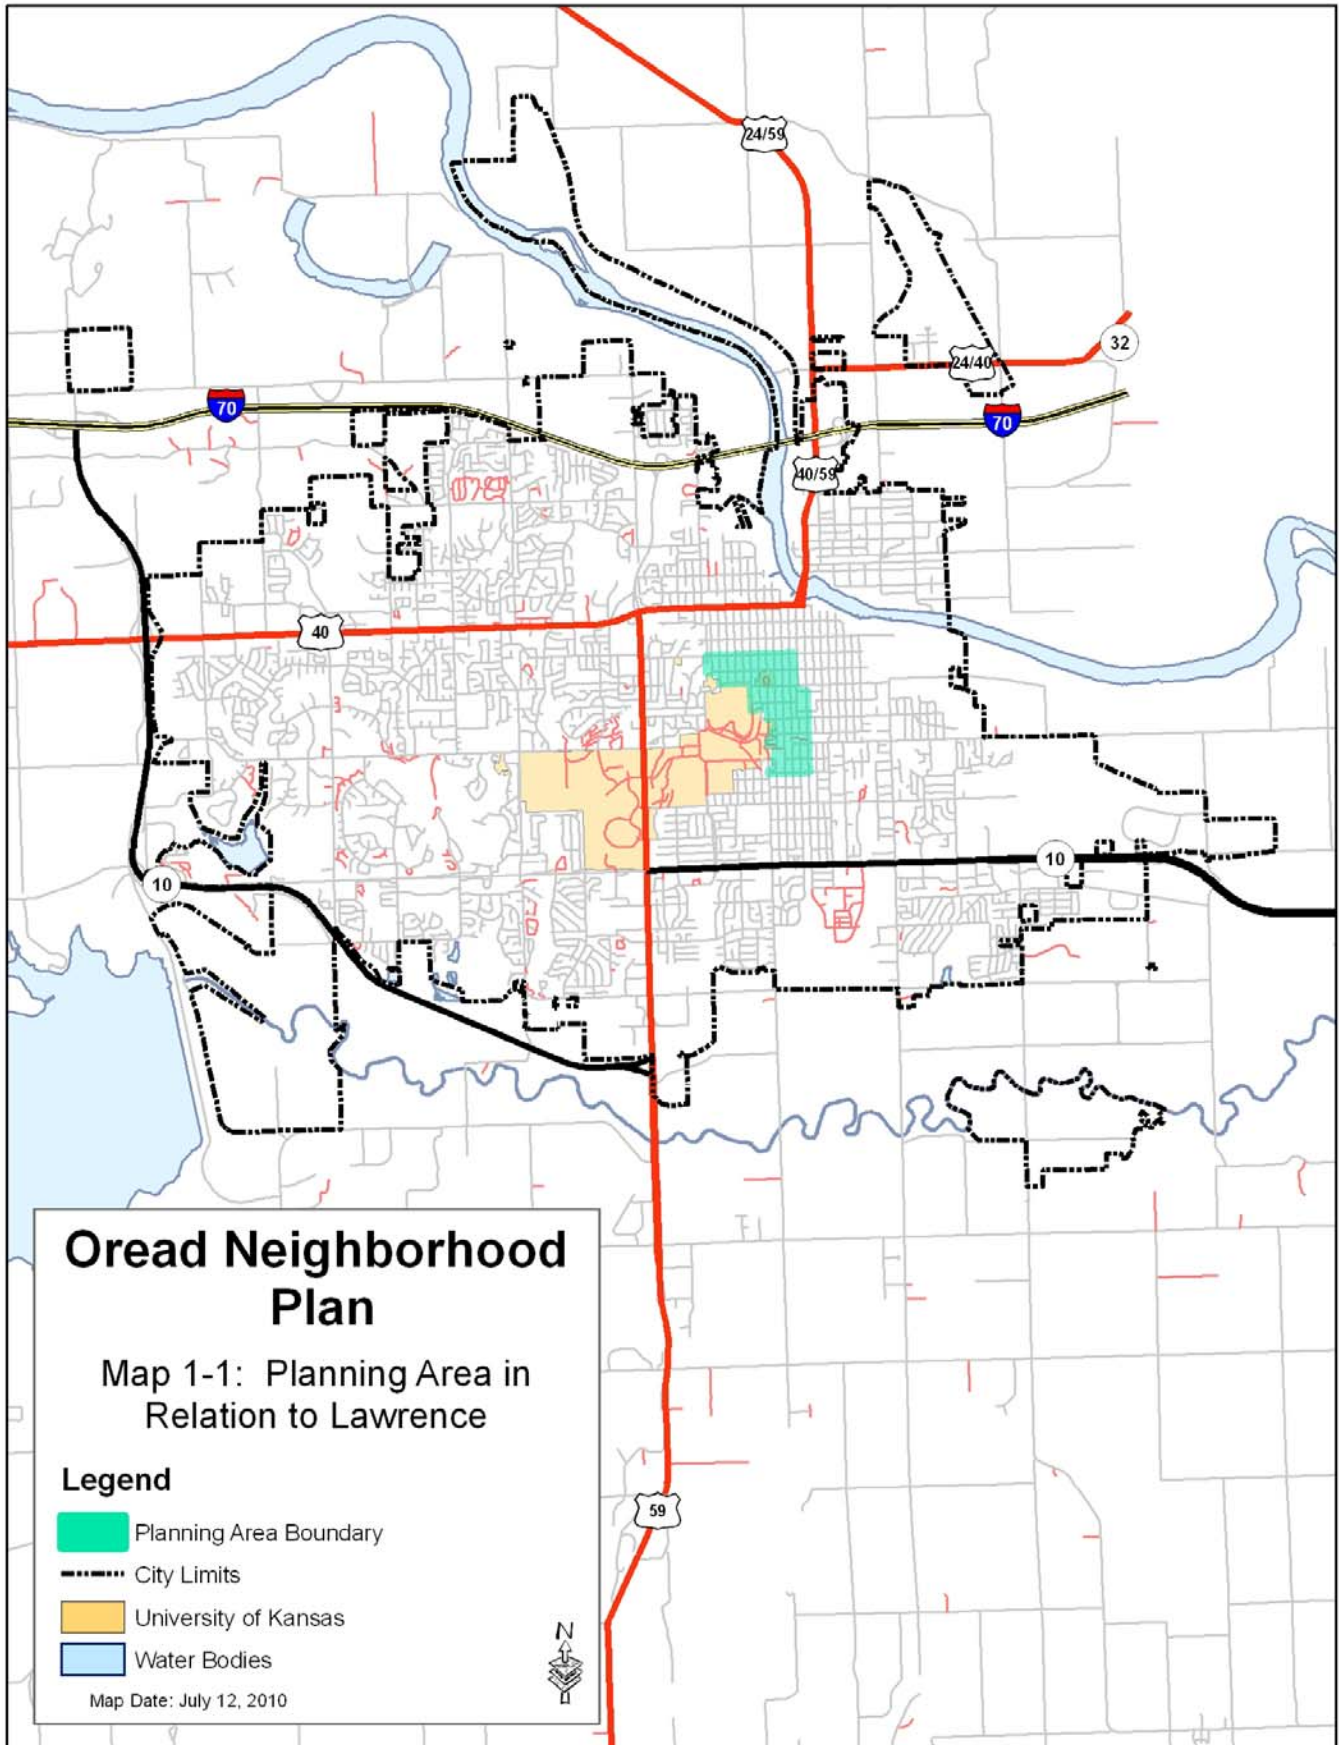 24/59
32
24/40
70
70
40/59
40
10
10
Oread Neighborhood
Plan
Map 1-1: Planning Area in
Relation to Lawrence
Legend
Planning Area Boundary
City Limits
University of Kansas
Water Bodies
Map Date: July 12, 2010
N
59